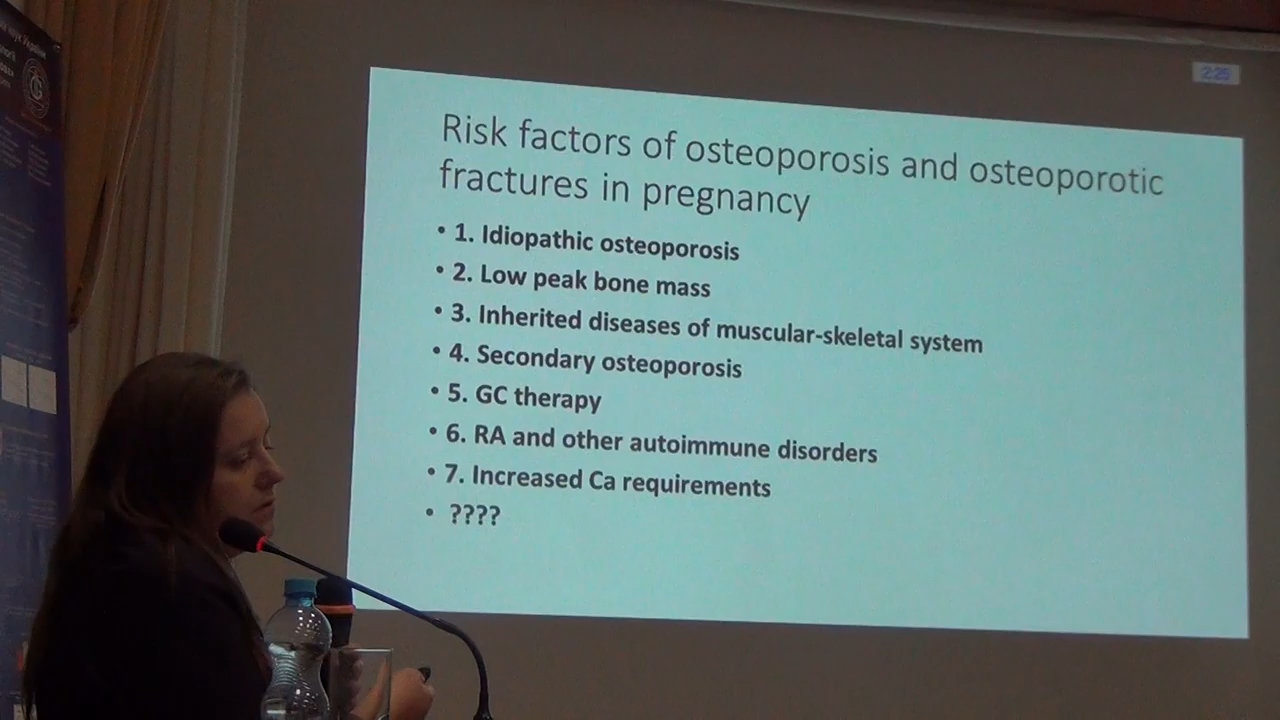 2:25
Risk factors of osteoporosis and osteoporotic
fractures in pregnancy
• 1. Idiopathic osteoporosis
• 2. Low peak bone mass
• 3. Inherited diseases of muscular-skeletal system
• 4. Secondary osteoporosis
• 5. GC therapy
• 6. RA and other autoimmune disorders
• 7. Increased Ca requirements
• ????